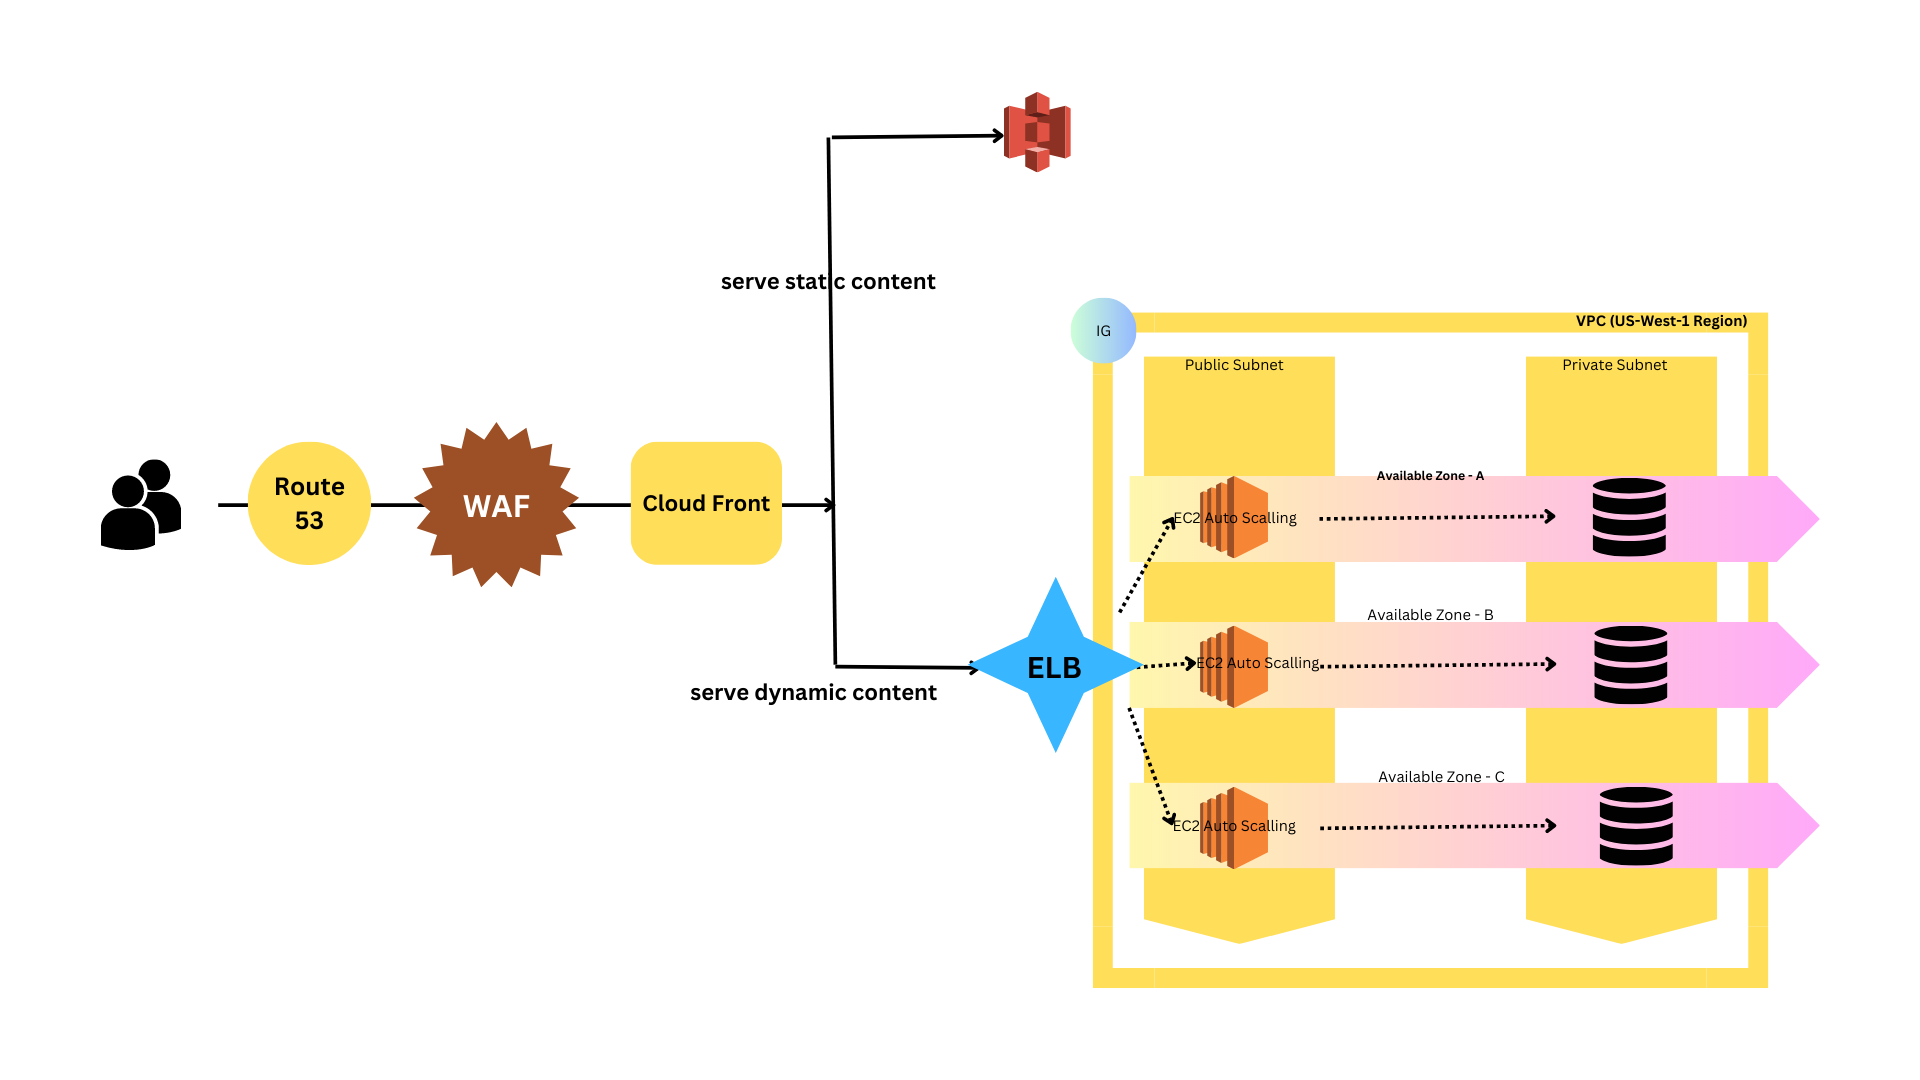 serve static content
IG
VPC (US-West-1 Region)
Public Subnet
Private Subnet
Route
53
WAF
Cloud Front
Available Zone - A
EC2 Auto Scalling
Available Zone - B
ELB
EC2 Auto Scalling
serve dynamic content
Available Zone - C
EC2 Auto Scalling